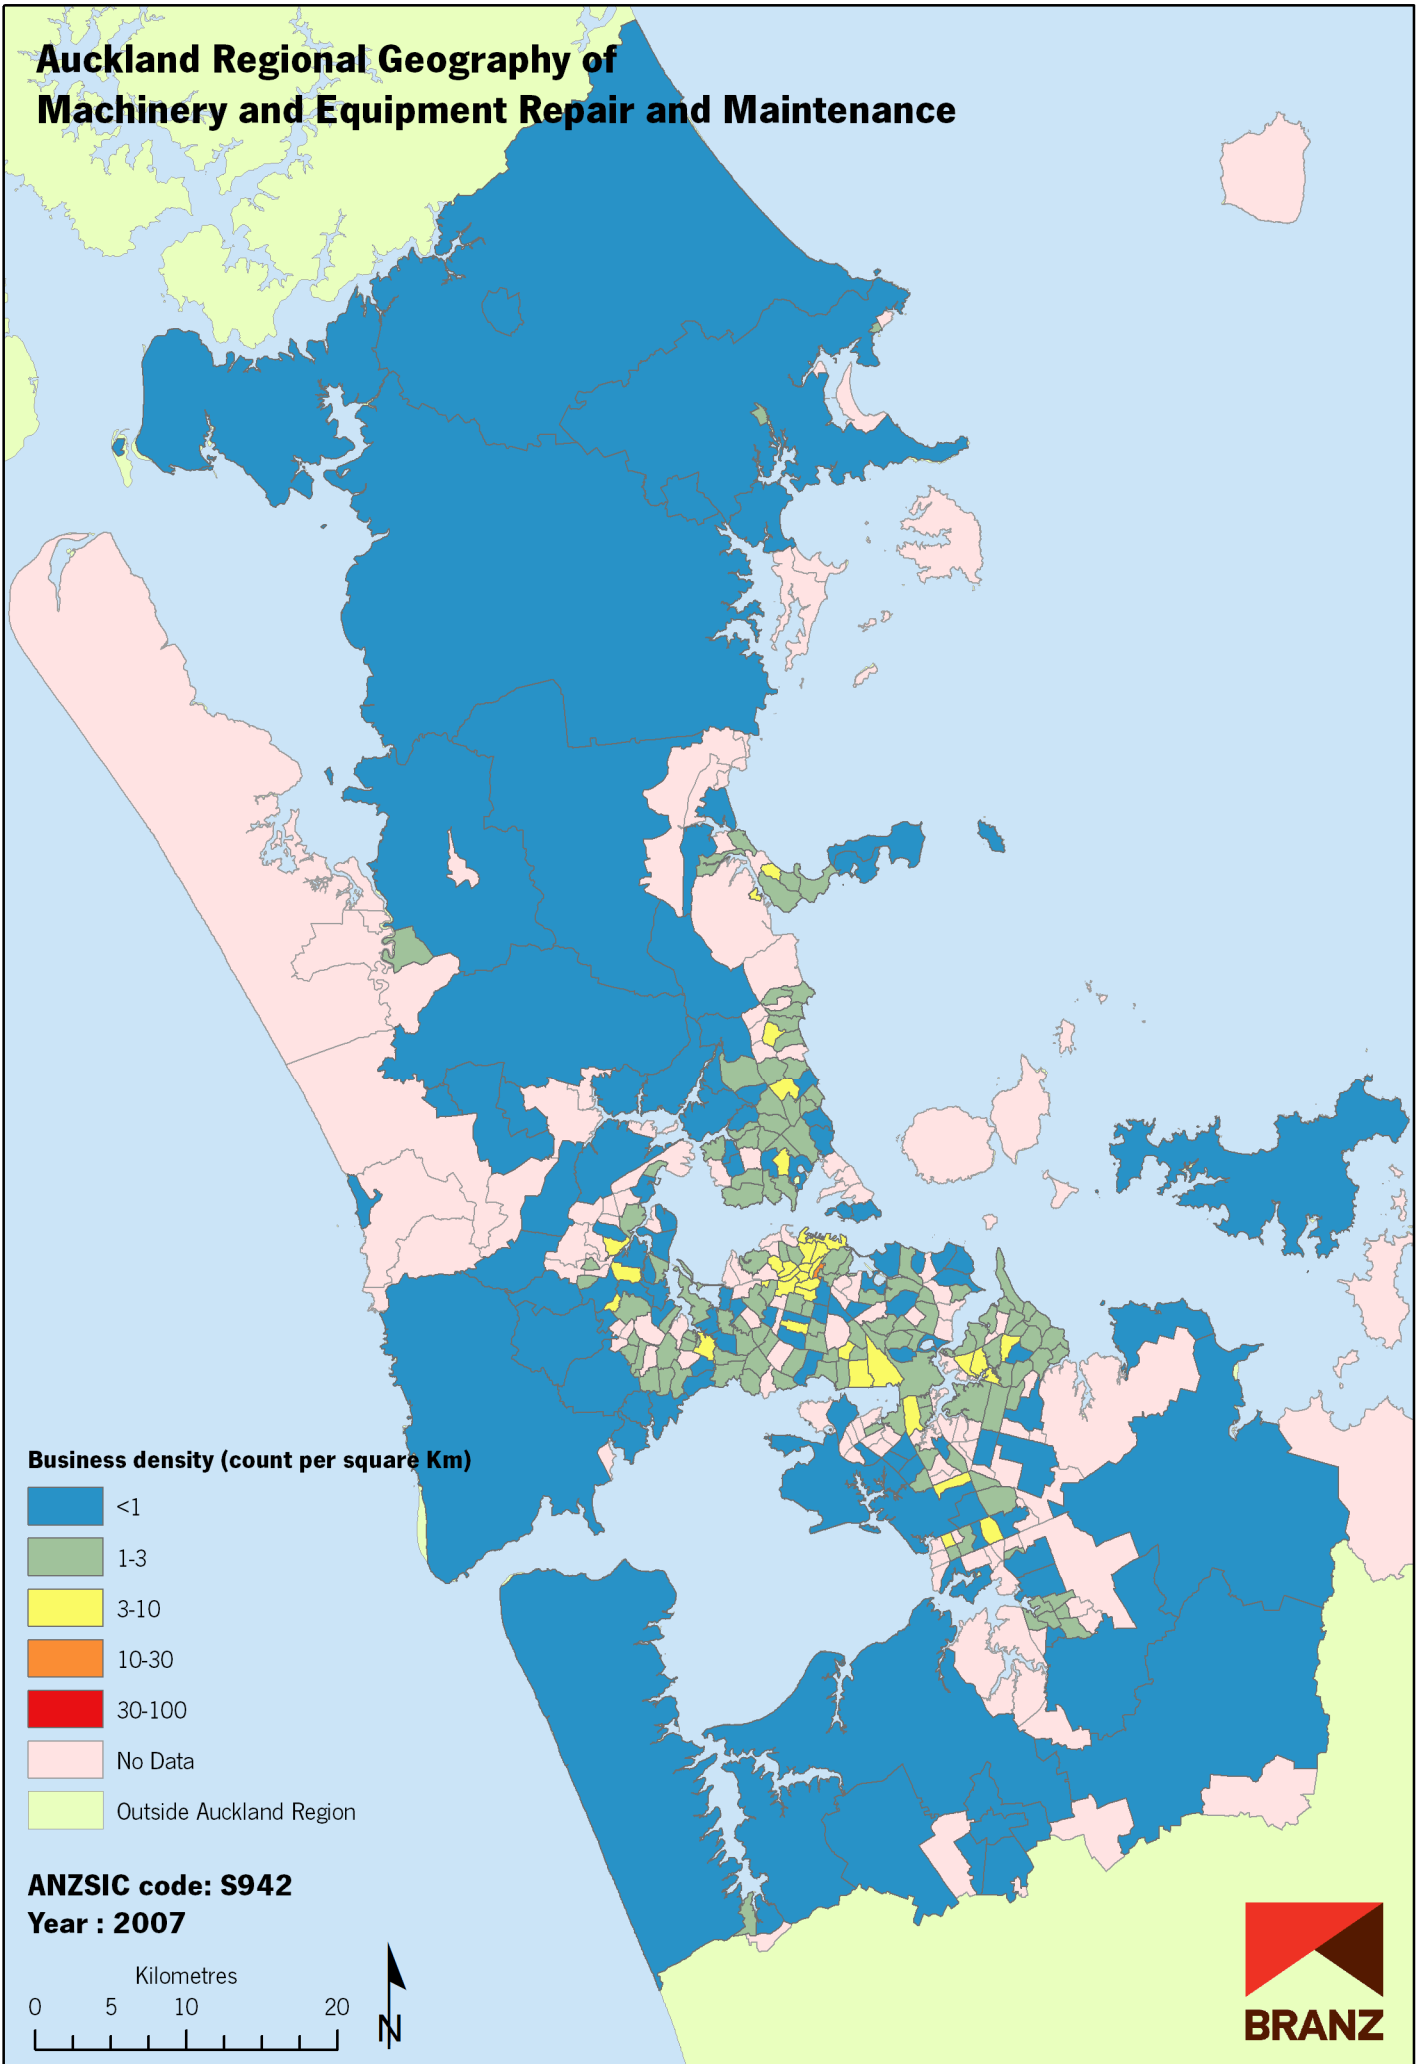 Auckland Regional Geography of
Machinery and Equipment Repair and Maintenance
Business density (count per square Km)
<1
1-3
3-10
10-30
30-100
No Data
Outside Auckland Region
ANZSIC code: S942
Year : 2007
Kilometres
0 5 10 20
N
BRANZ